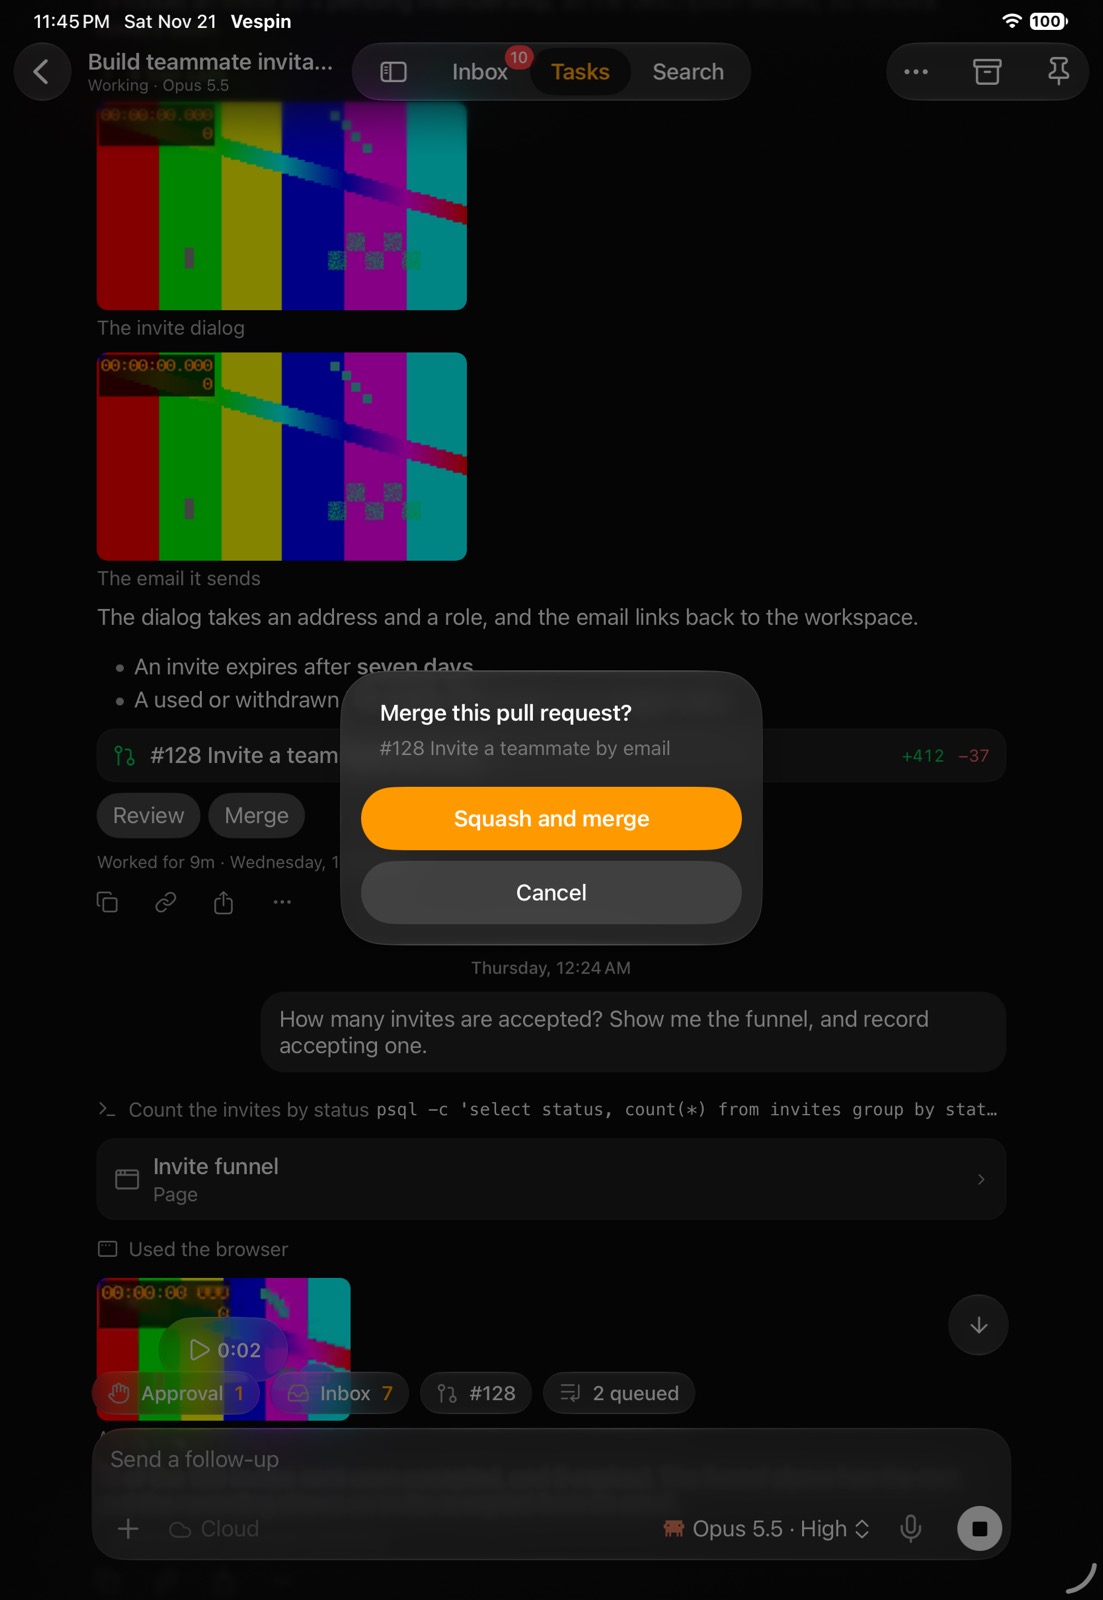 11:45 PM Sat Nov 21 Vespin
100
Build teammate invita...
Working · Opus 5.5
Inbox 10
Tasks
Search
00:00:00.000
0
The invite dialog
00:00:00.000
0
The email it sends
The dialog takes an address and a role, and the email links back to the workspace.
• An invite expires after seven days
• A used or withdrawn
Merge this pull request?
#128 Invite a teammate by email
Squash and merge
Cancel
#128 Invite a team
+412 −37
Review
Merge
Worked for 9m · Wednesday, 1
Thursday, 12:24 AM
How many invites are accepted? Show me the funnel, and record
accepting one.
Count the invites by status psql -c 'select status, count(*) from invites group by stat…
Invite funnel
Page
Used the browser
00:00:00
0:02
Approval 1
Inbox 7
#128
2 queued
Send a follow-up
Cloud
Opus 5.5 · High